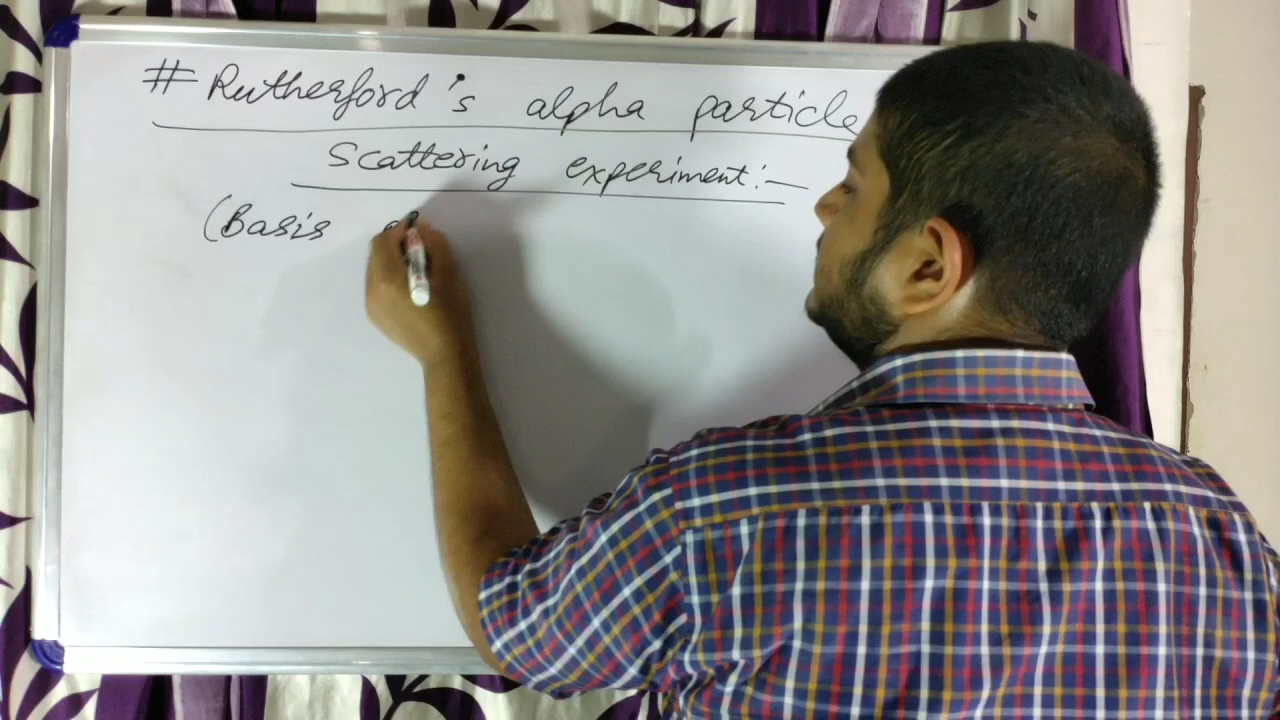 # Rutherford's alpha particle
Scattering experiment:-
(Basis